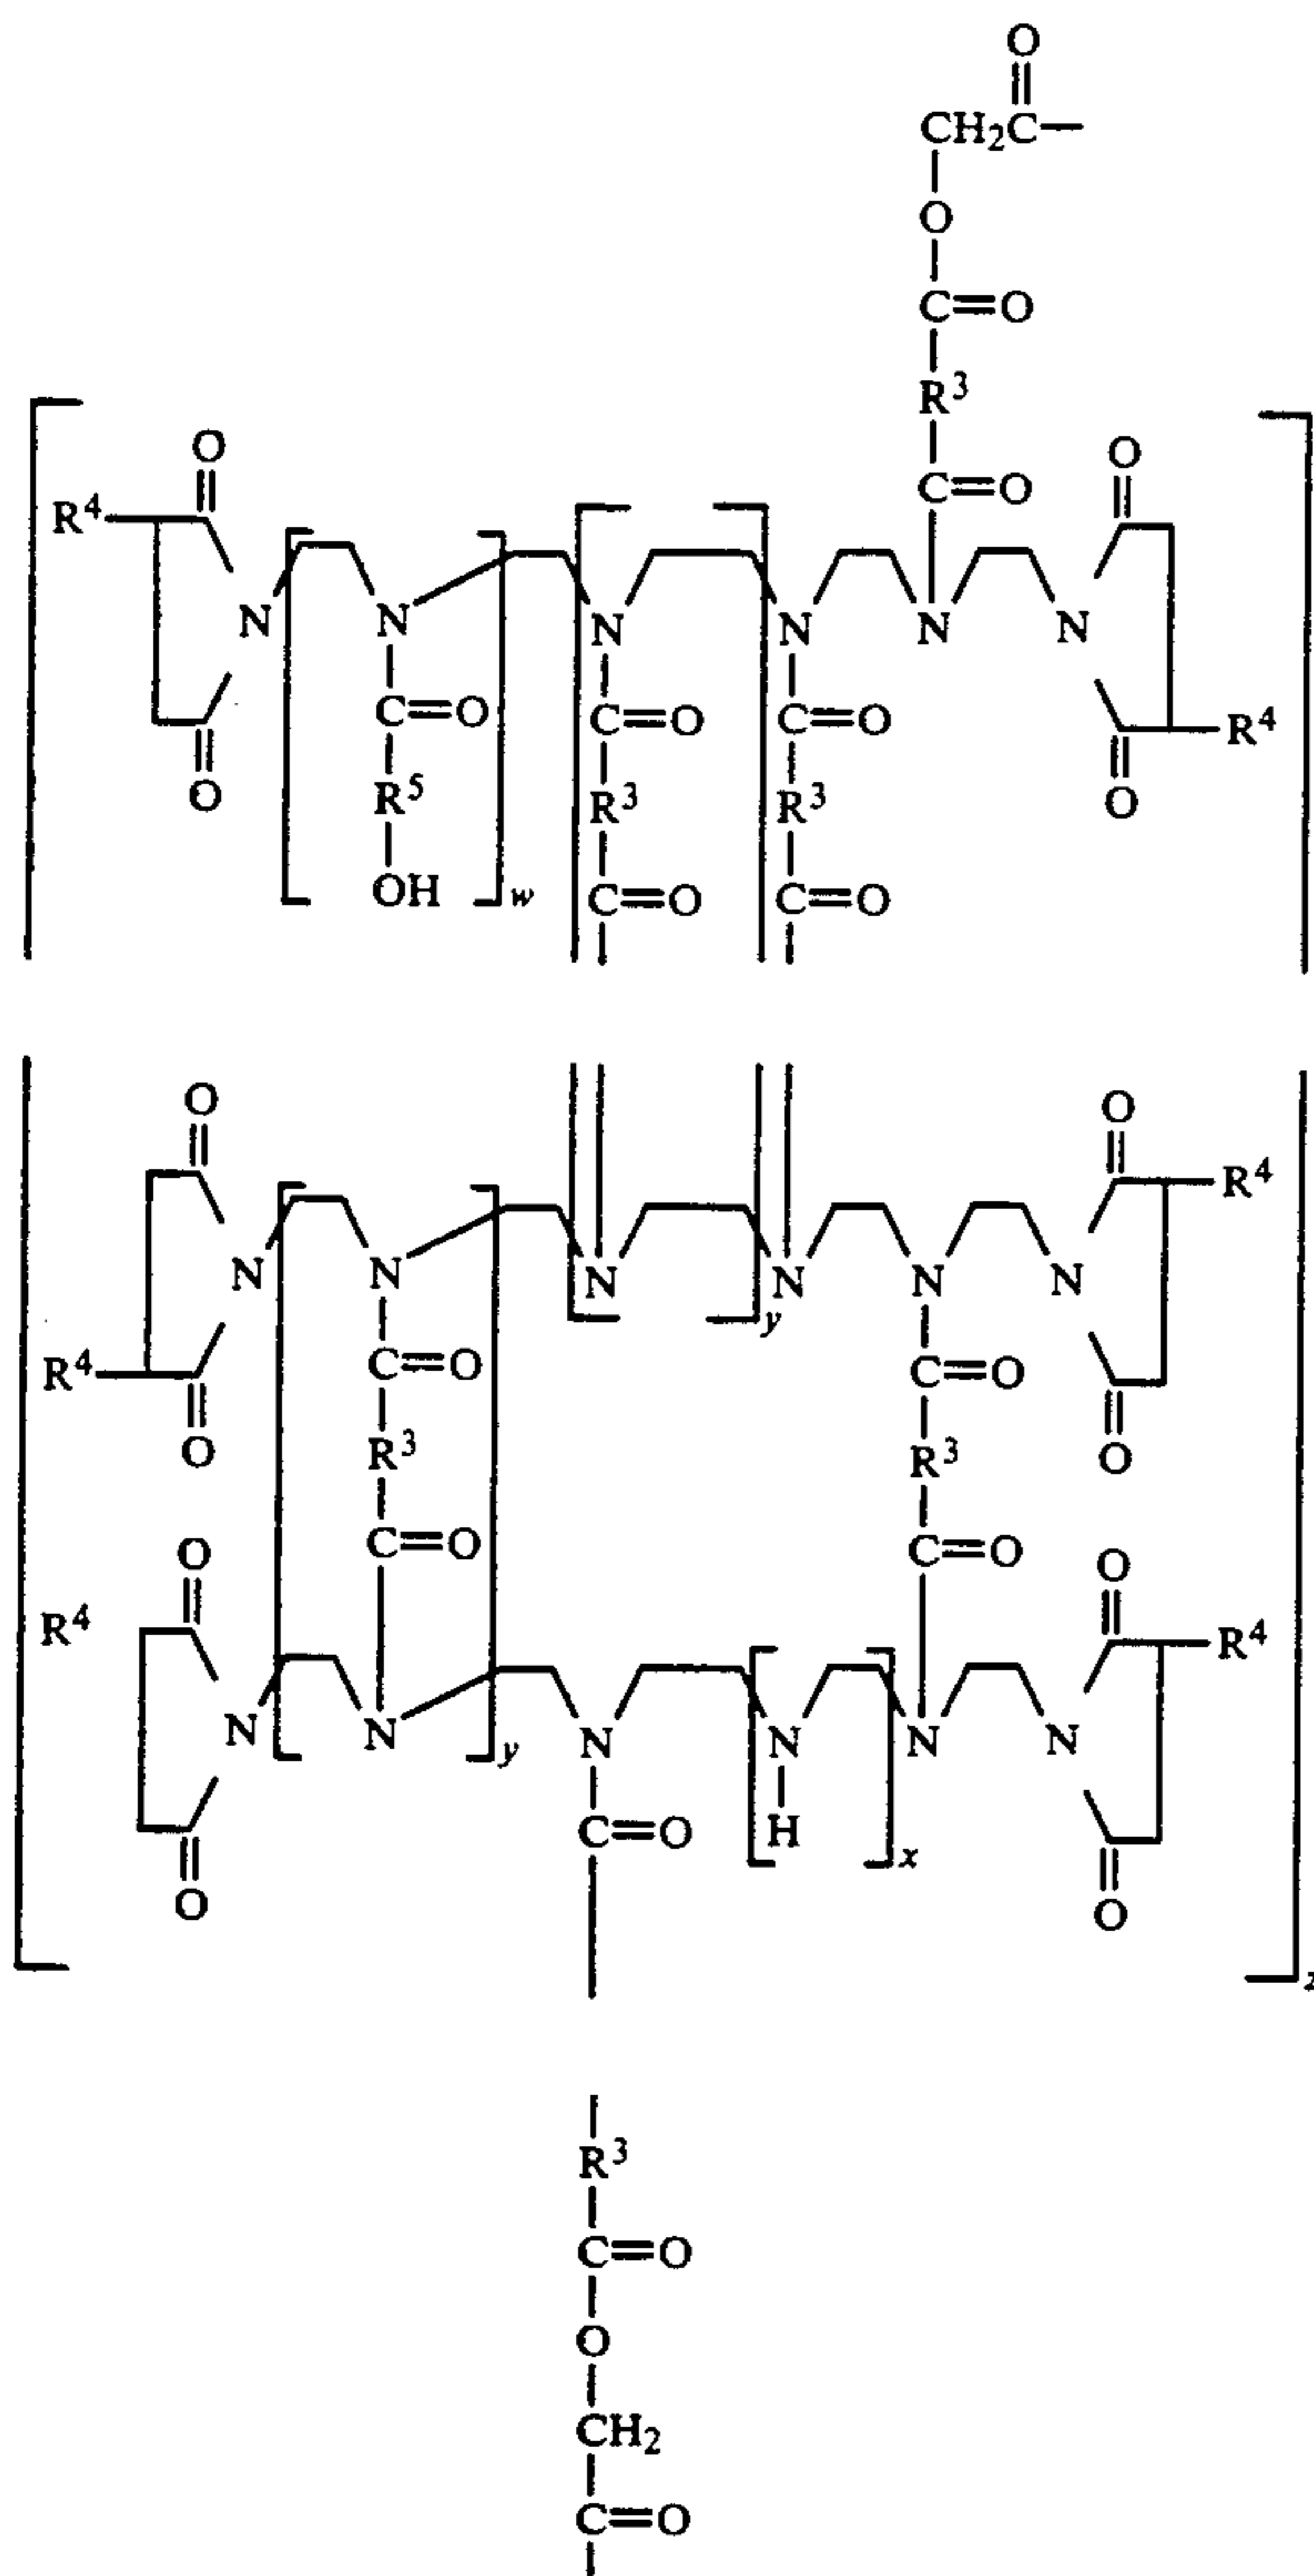 O
CH₂C
O
C=O
R³
O C=O O
R⁴
N N N N N N
C=O C=O C=O
R⁵ R³ R³ R⁴
O O
OH w C=O C=O
O O
R⁴
N N N y N N N
C=O C=O
R⁴
O R³ R³ O
C=O C=O
O O
R⁴ R⁴
N N y N N N N
C=O H x
O O
z
R³
C=O
O
CH₂
C=O